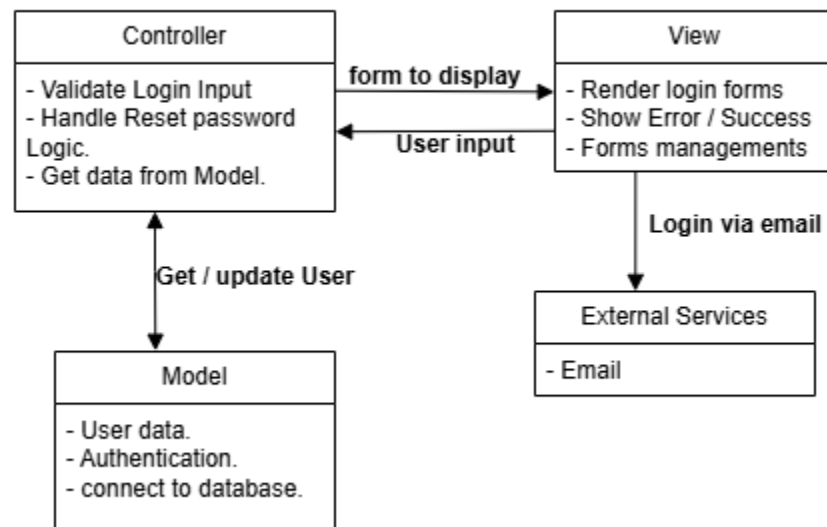 Controller
- Validate Login Input
- Handle Reset password
Logic.
- Get data from Model.
form to display
User input
View
- Render login forms
- Show Error / Success
- Forms managements
Login via email
Get / update User
External Services
- Email
Model
- User data.
- Authentication.
- connect to database.